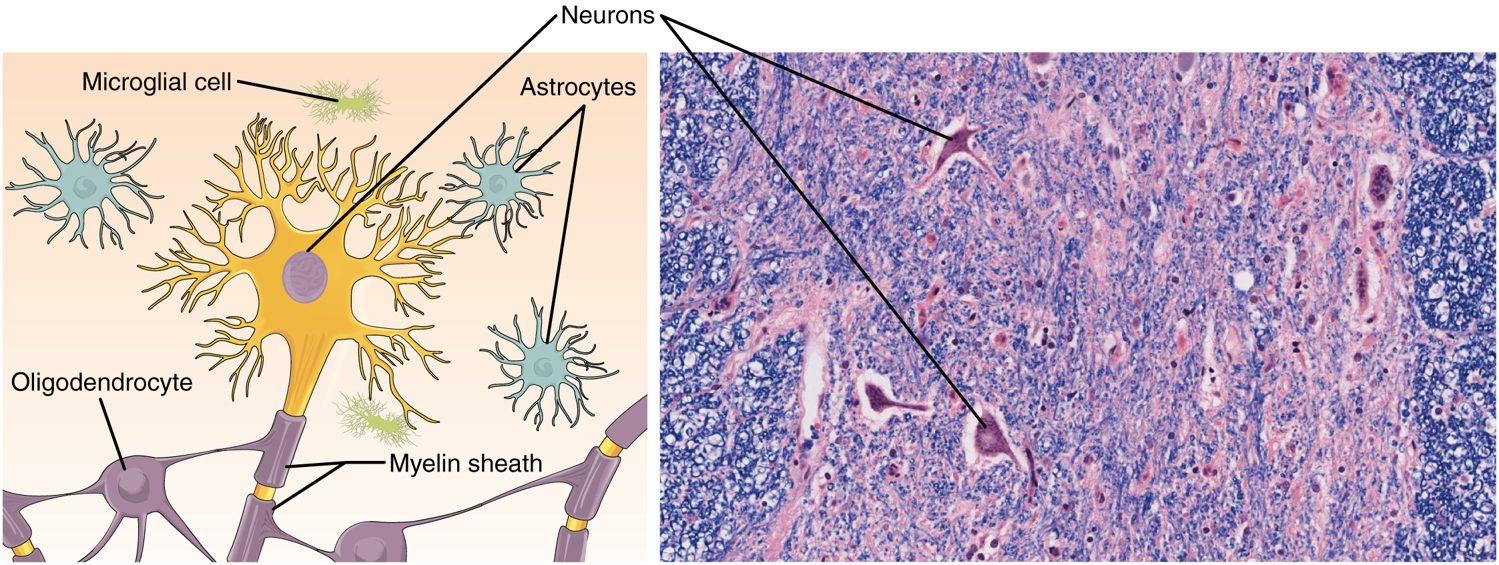 Neurons
Microglial cell
Astrocytes
Oligodendrocyte
Myelin sheath